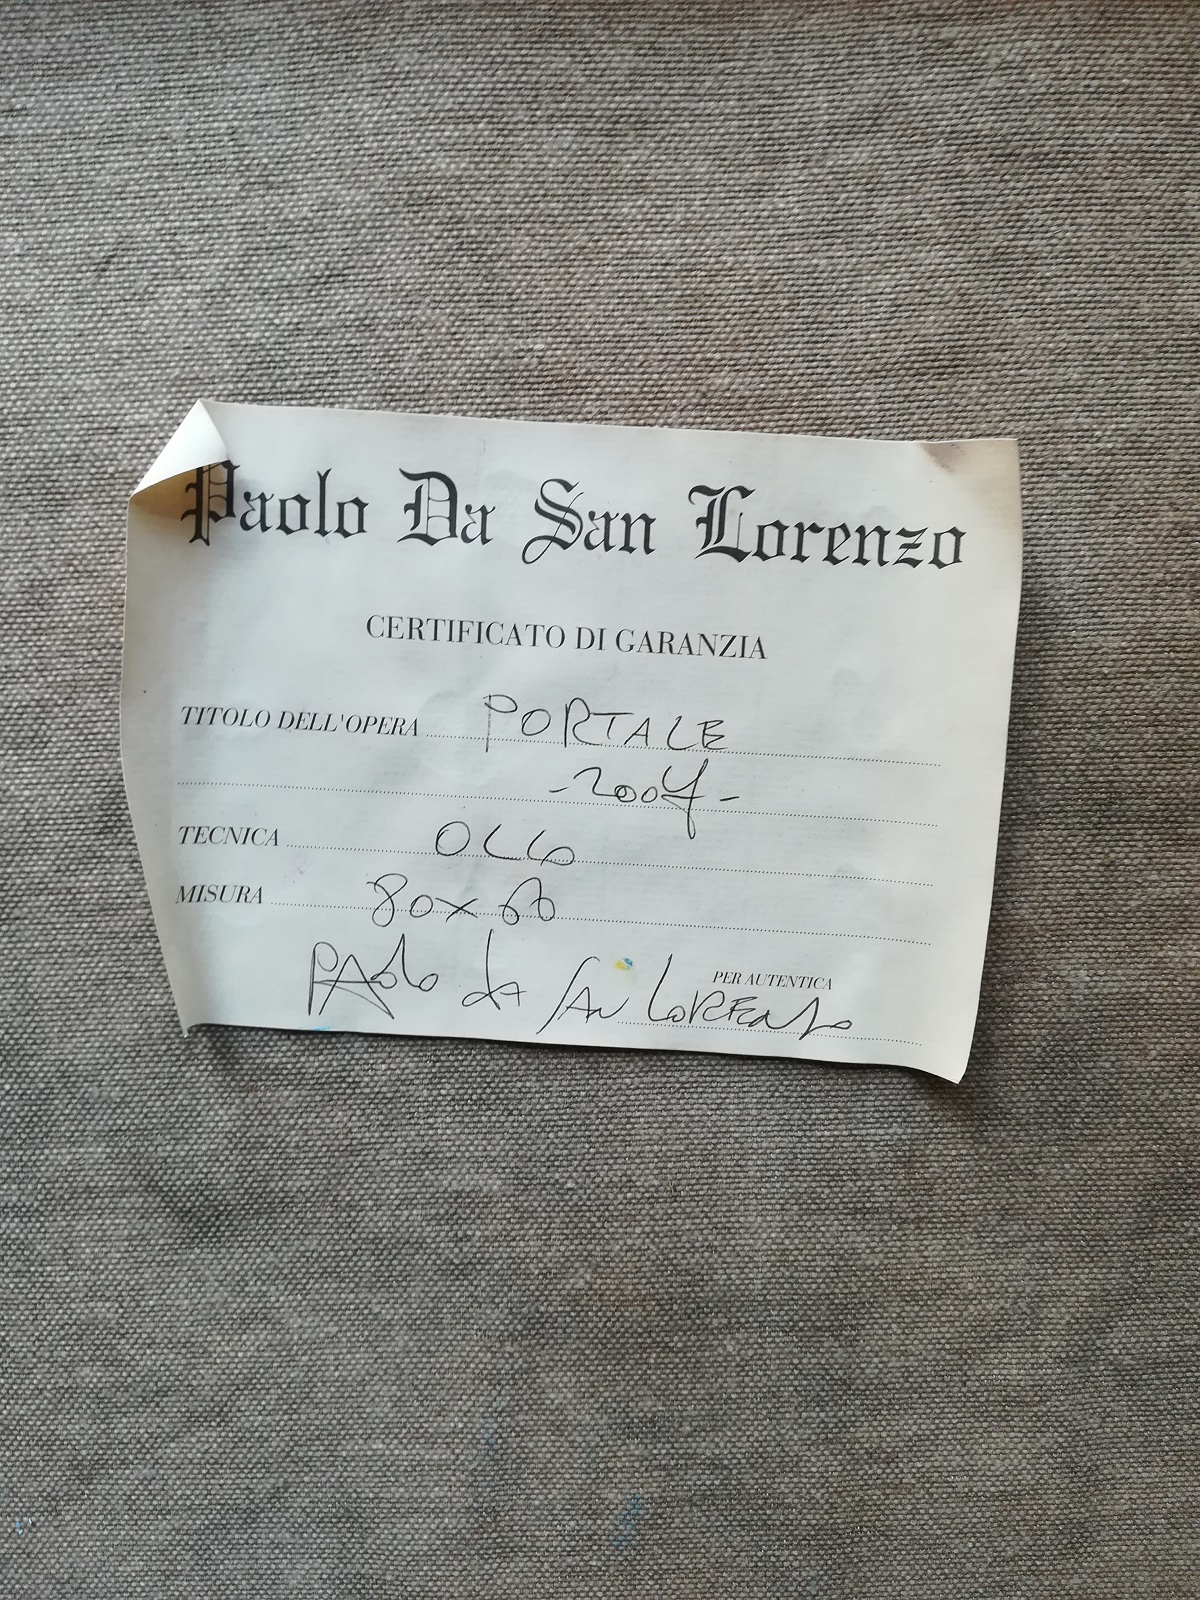 Paolo Da San Lorenzo
CERTIFICATO DI GARANZIA
TITOLO DELL'OPERA PORTALE
-2004-
TECNICA OLIO
MISURA 80x60
PER AUTENTICA
PAolo da SAN LORENZO